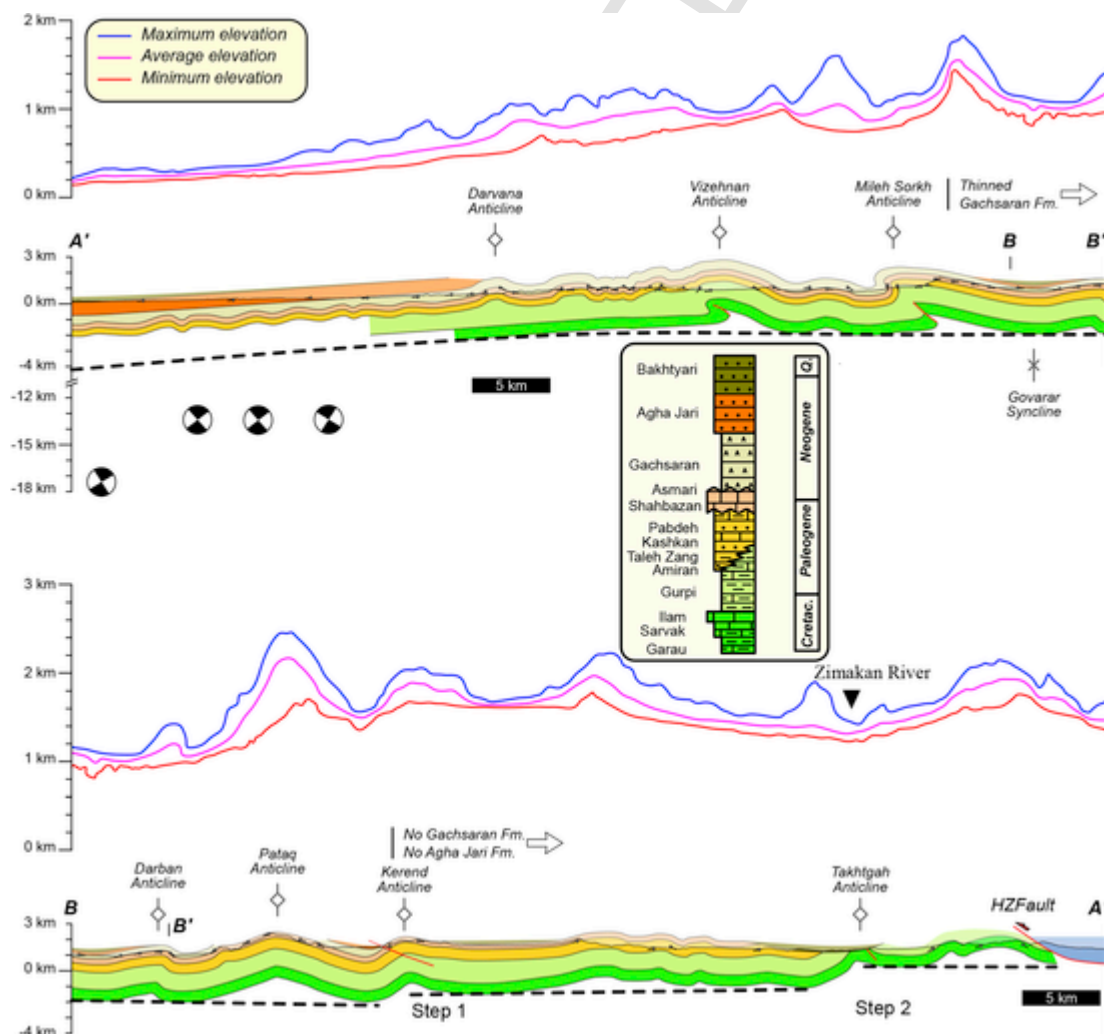 2 km
Maximum elevation
Average elevation
Minimum elevation
1 km
0 km
Darvana
Anticline
Vizehnan
Anticline
Mileh Sorkh
Anticline
Thinned
Gachsaran Fm.
A'
B
B'
3 km
0 km
-4 km
-12 km
-15 km
-18 km
5 km
Govarar
Syncline
Bakhtyari
Agha Jari
Gachsaran
Asmari
Shahbazan
Pabdeh
Kashkan
Taleh Zang
Amiran
Gurpi
Ilam
Sarvak
Garau
Q.
Neogene
Paleogene
Cretac.
3 km
2 km
1 km
0 km
Zimakan River
No Gachsaran Fm.
No Agha Jari Fm.
Darban
Anticline
Pataq
Anticline
Kerend
Anticline
Takhtgah
Anticline
HZFault
B
B'
A
3 km
0 km
-4 km
Step 1
Step 2
5 km